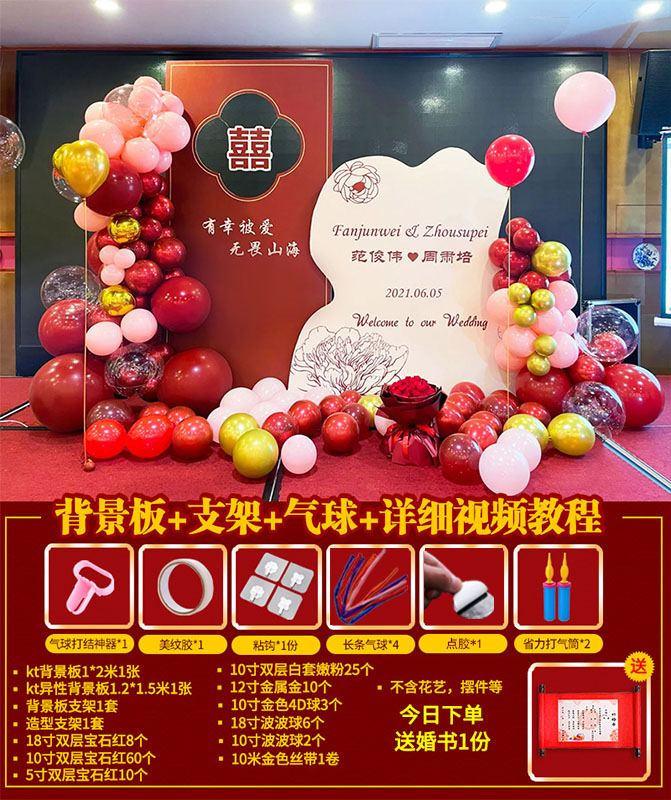 囍
有幸被爱
无畏山海
Fanjunwei & Zhousupei
范俊伟❤周肃培
2021.06.05
Welcome to our Wedding
背景板+支架+气球+详细视频教程
气球打结神器*1
美纹胶*1
粘钩*1份
长条气球*4
点胶*1
省力打气筒*2
kt背景板1*2米1张
kt异性背景板1.2*1.5米1张
背景板支架1套
造型支架1套
18寸双层宝石红8个
10寸双层宝石红60个
5寸双层宝石红10个
10寸双层白套嫩粉25个
12寸金属金10个
10寸金色4D球3个
18寸波波球6个
10寸波波球2个
10米金色丝带1卷
不含花艺，摆件等
今日下单
送婚书1份
送